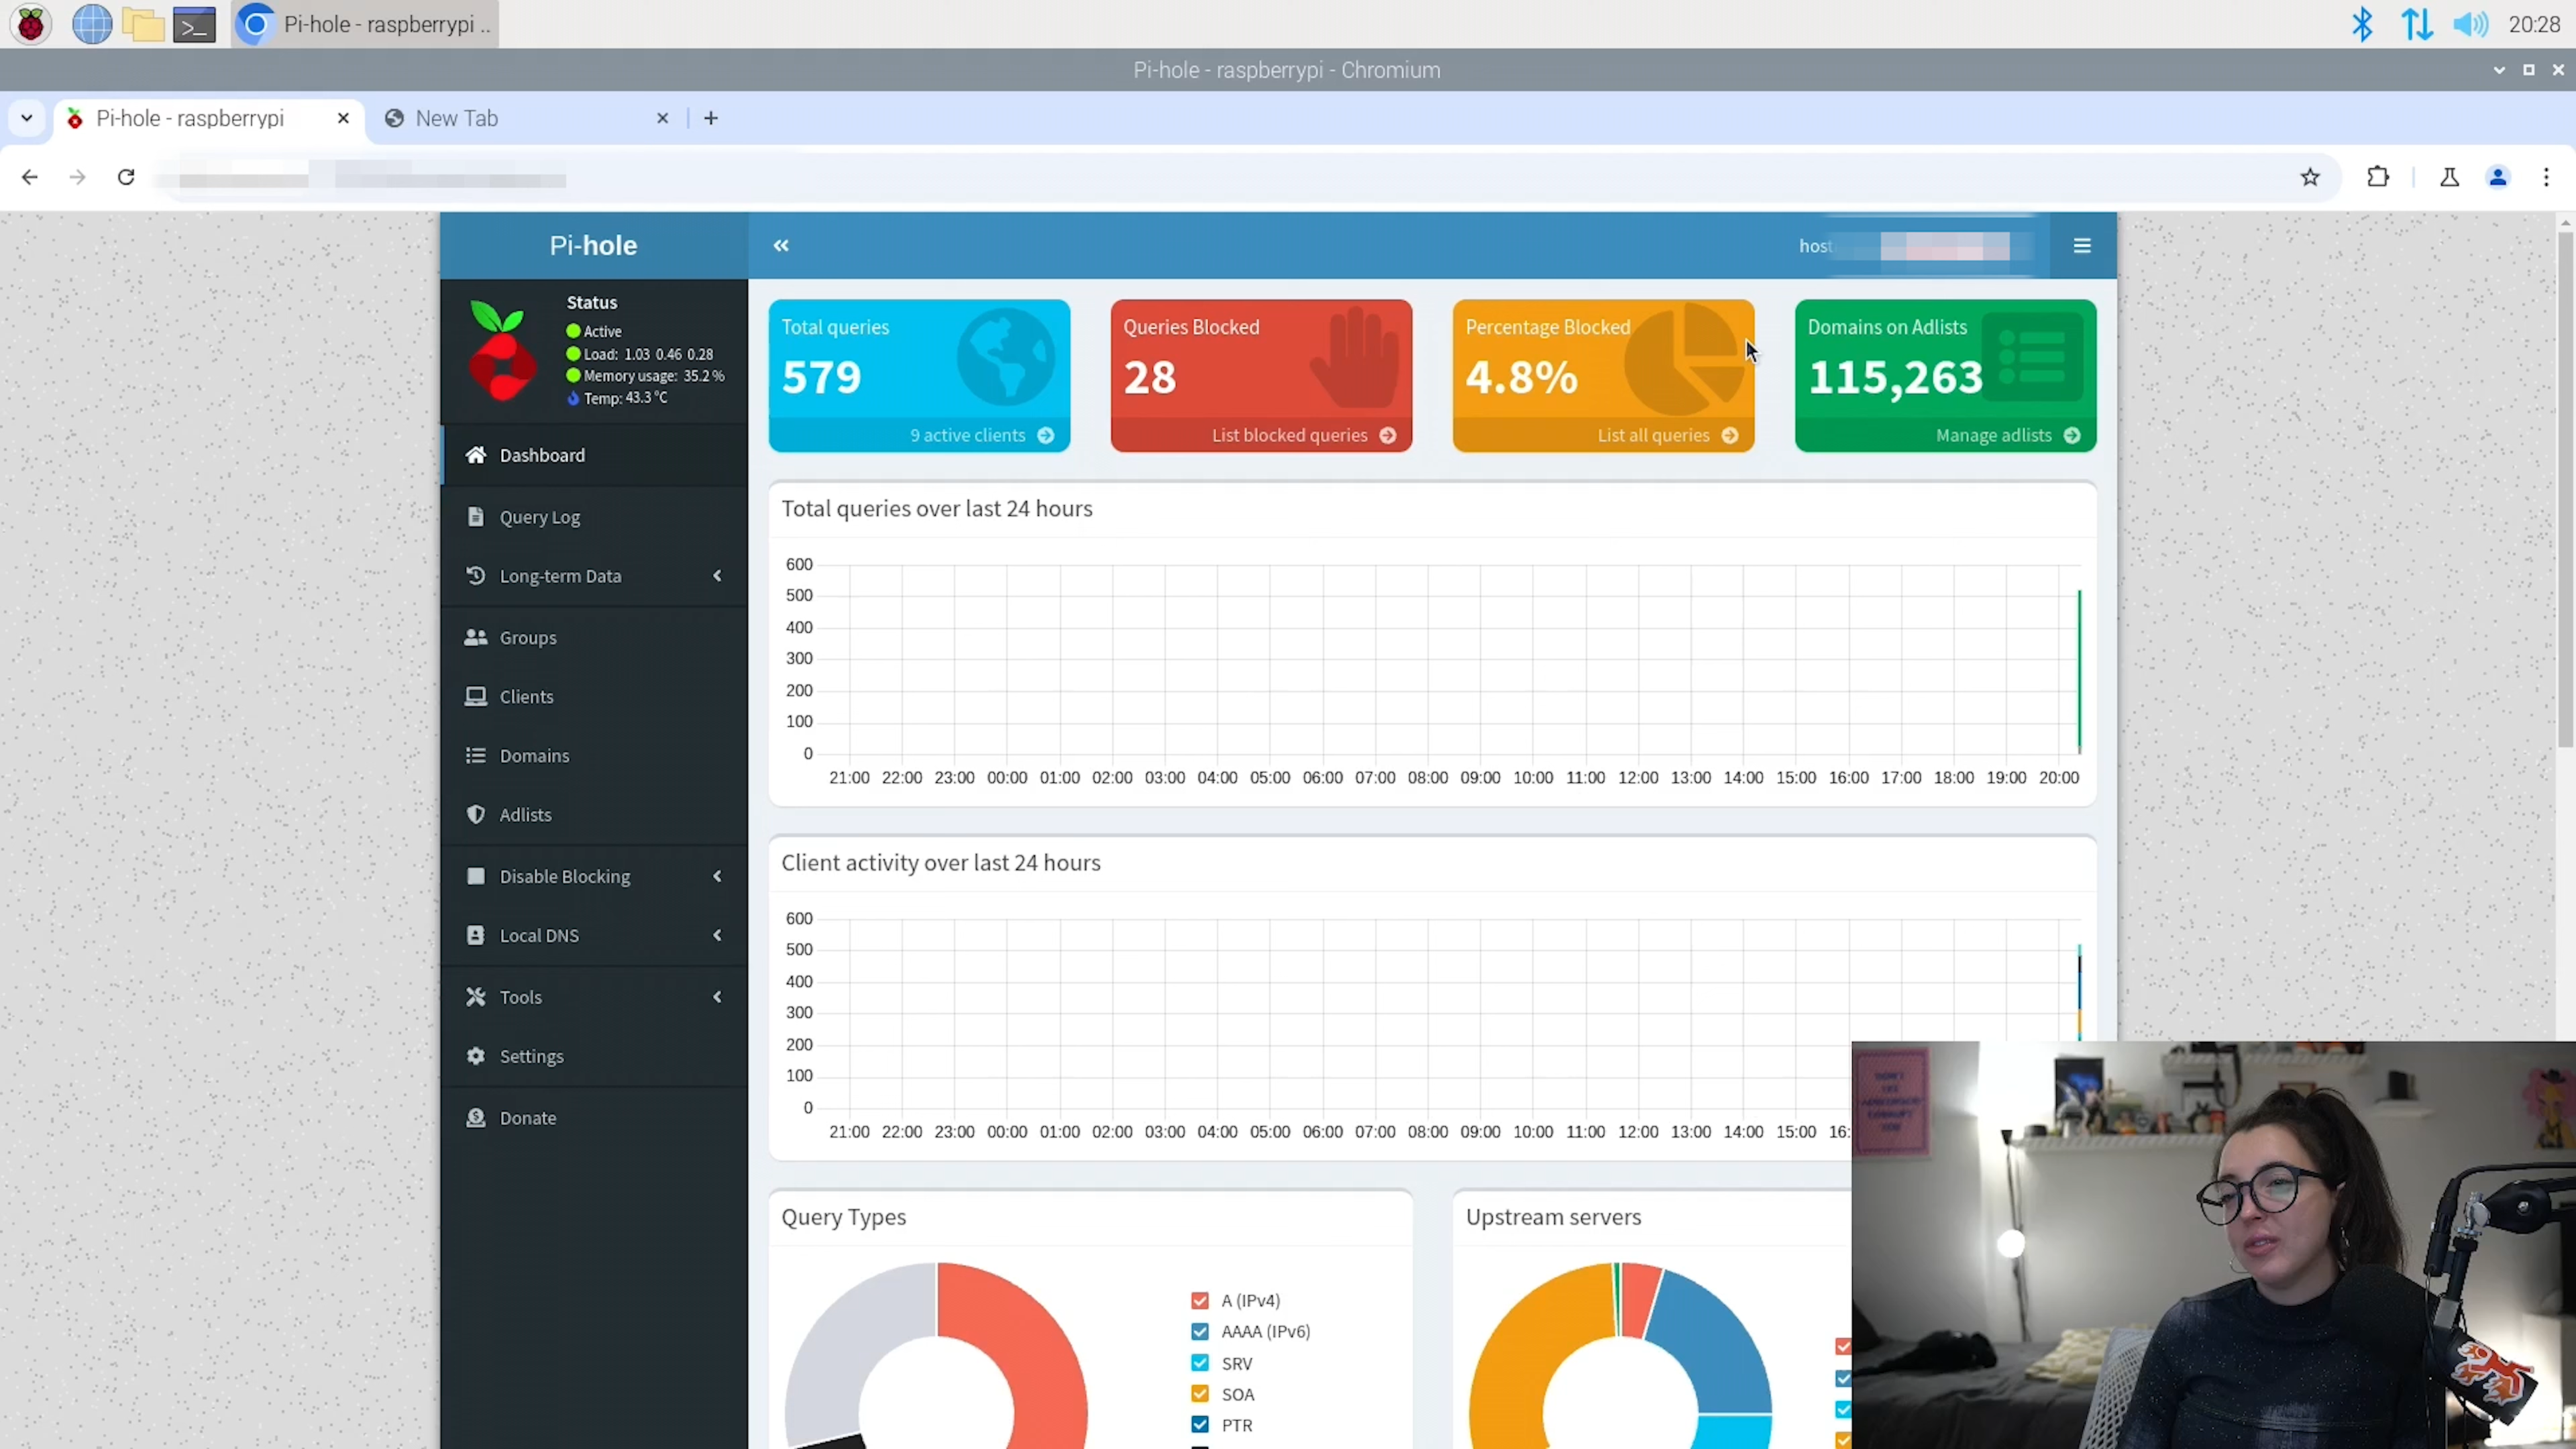 Pi-hole - raspberrypi ..
20:28
Pi-hole - raspberrypi - Chromium
Pi-hole - raspberrypi
New Tab
Pi-hole
host
Status
Active
Load: 1.03 0.46 0.28
Memory usage: 35.2 %
Temp: 43.3 °C
Dashboard
Query Log
Long-term Data
Groups
Clients
Domains
Adlists
Disable Blocking
Local DNS
Tools
Settings
Donate
Total queries
579
9 active clients
Queries Blocked
28
List blocked queries
Percentage Blocked
4.8%
List all queries
Domains on Adlists
115,263
Manage adlists
Total queries over last 24 hours
600
500
400
300
200
100
0
21:00 22:00 23:00 00:00 01:00 02:00 03:00 04:00 05:00 06:00 07:00 08:00 09:00 10:00 11:00 12:00 13:00 14:00 15:00 16:00 17:00 18:00 19:00 20:00
Client activity over last 24 hours
600
500
400
300
200
100
0
21:00 22:00 23:00 00:00 01:00 02:00 03:00 04:00 05:00 06:00 07:00 08:00 09:00 10:00 11:00 12:00 13:00 14:00 15:00 16:
Query Types
A (IPv4)
AAAA (IPv6)
SRV
SOA
PTR
Upstream servers